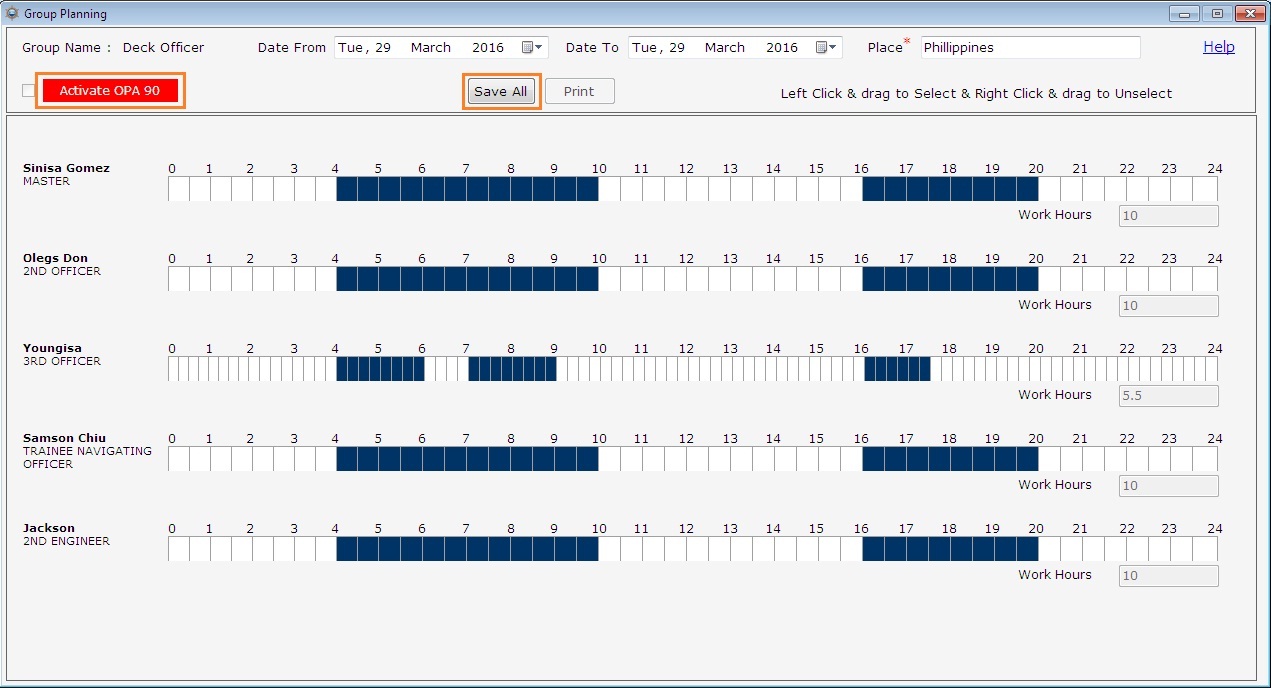 Group Planning
Group Name : Deck Officer Date From Tue, 29 March 2016 Date To Tue, 29 March 2016 Place* Phillippines Help
Activate OPA 90 Save All Print Left Click & drag to Select & Right Click & drag to Unselect
Sinisa Gomez 0 1 2 3 4 5 6 7 8 9 10 11 12 13 14 15 16 17 18 19 20 21 22 23 24
MASTER
Work Hours 10
Olegs Don 0 1 2 3 4 5 6 7 8 9 10 11 12 13 14 15 16 17 18 19 20 21 22 23 24
2ND OFFICER
Work Hours 10
Youngisa 0 1 2 3 4 5 6 7 8 9 10 11 12 13 14 15 16 17 18 19 20 21 22 23 24
3RD OFFICER
Work Hours 5.5
Samson Chiu 0 1 2 3 4 5 6 7 8 9 10 11 12 13 14 15 16 17 18 19 20 21 22 23 24
TRAINEE NAVIGATING
OFFICER
Work Hours 10
Jackson 0 1 2 3 4 5 6 7 8 9 10 11 12 13 14 15 16 17 18 19 20 21 22 23 24
2ND ENGINEER
Work Hours 10